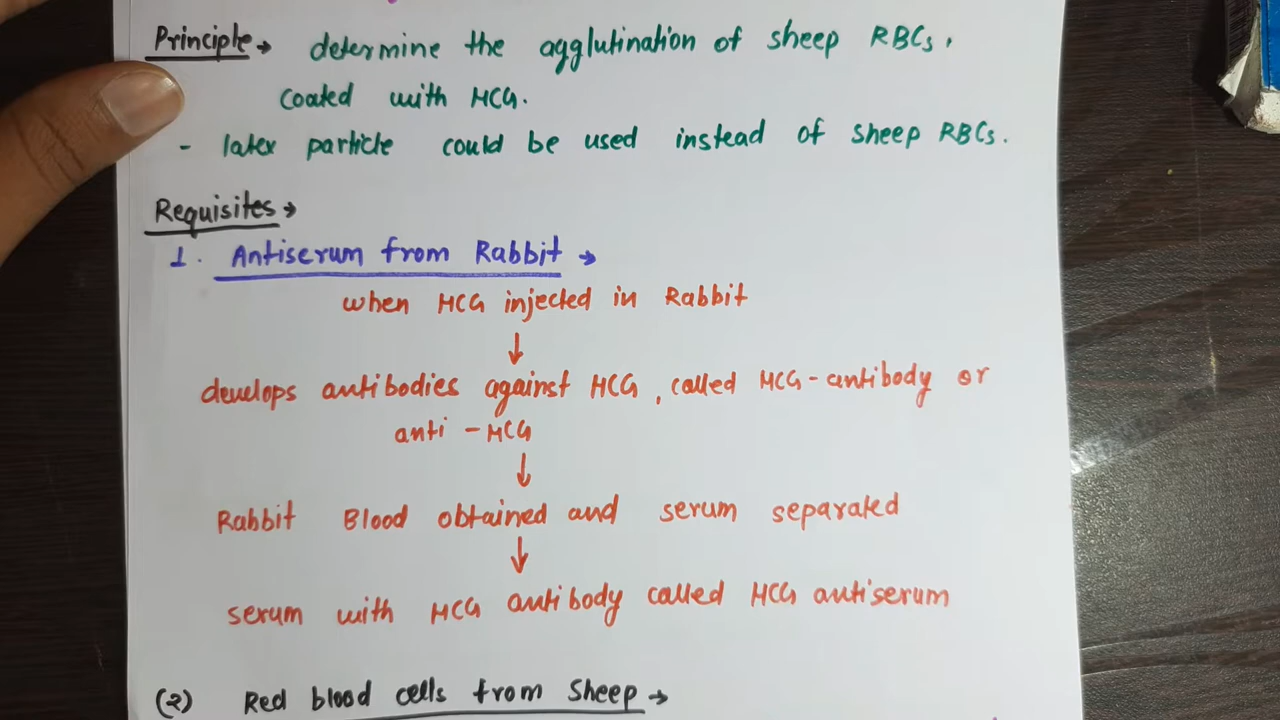 Principle → determine the agglutination of sheep RBCs,
coated with HCG.
- latex particle could be used instead of sheep RBCs.
Requisites →
1. Antiserum from Rabbit →
when HCG injected in Rabbit
↓
develops antibodies against HCG, called HCG-antibody or
anti -HCG
↓
Rabbit Blood obtained and serum separated
↓
serum with HCG antibody called HCG antiserum
(2) Red blood cells from Sheep →